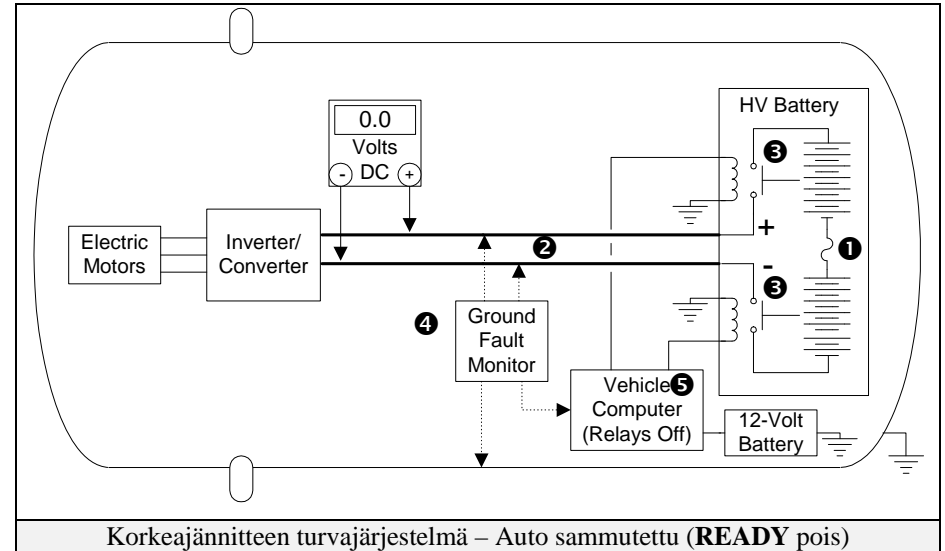 HV Battery
0.0
Volts
- DC +
❸
Electric
Motors
Inverter/
Converter
+
❷
❶
-
❸
❹
Ground
Fault
Monitor
Vehicle❺
Computer
(Relays Off)
12-Volt
Battery
Korkeajännitteen turvajärjestelmä – Auto sammutettu (READY pois)